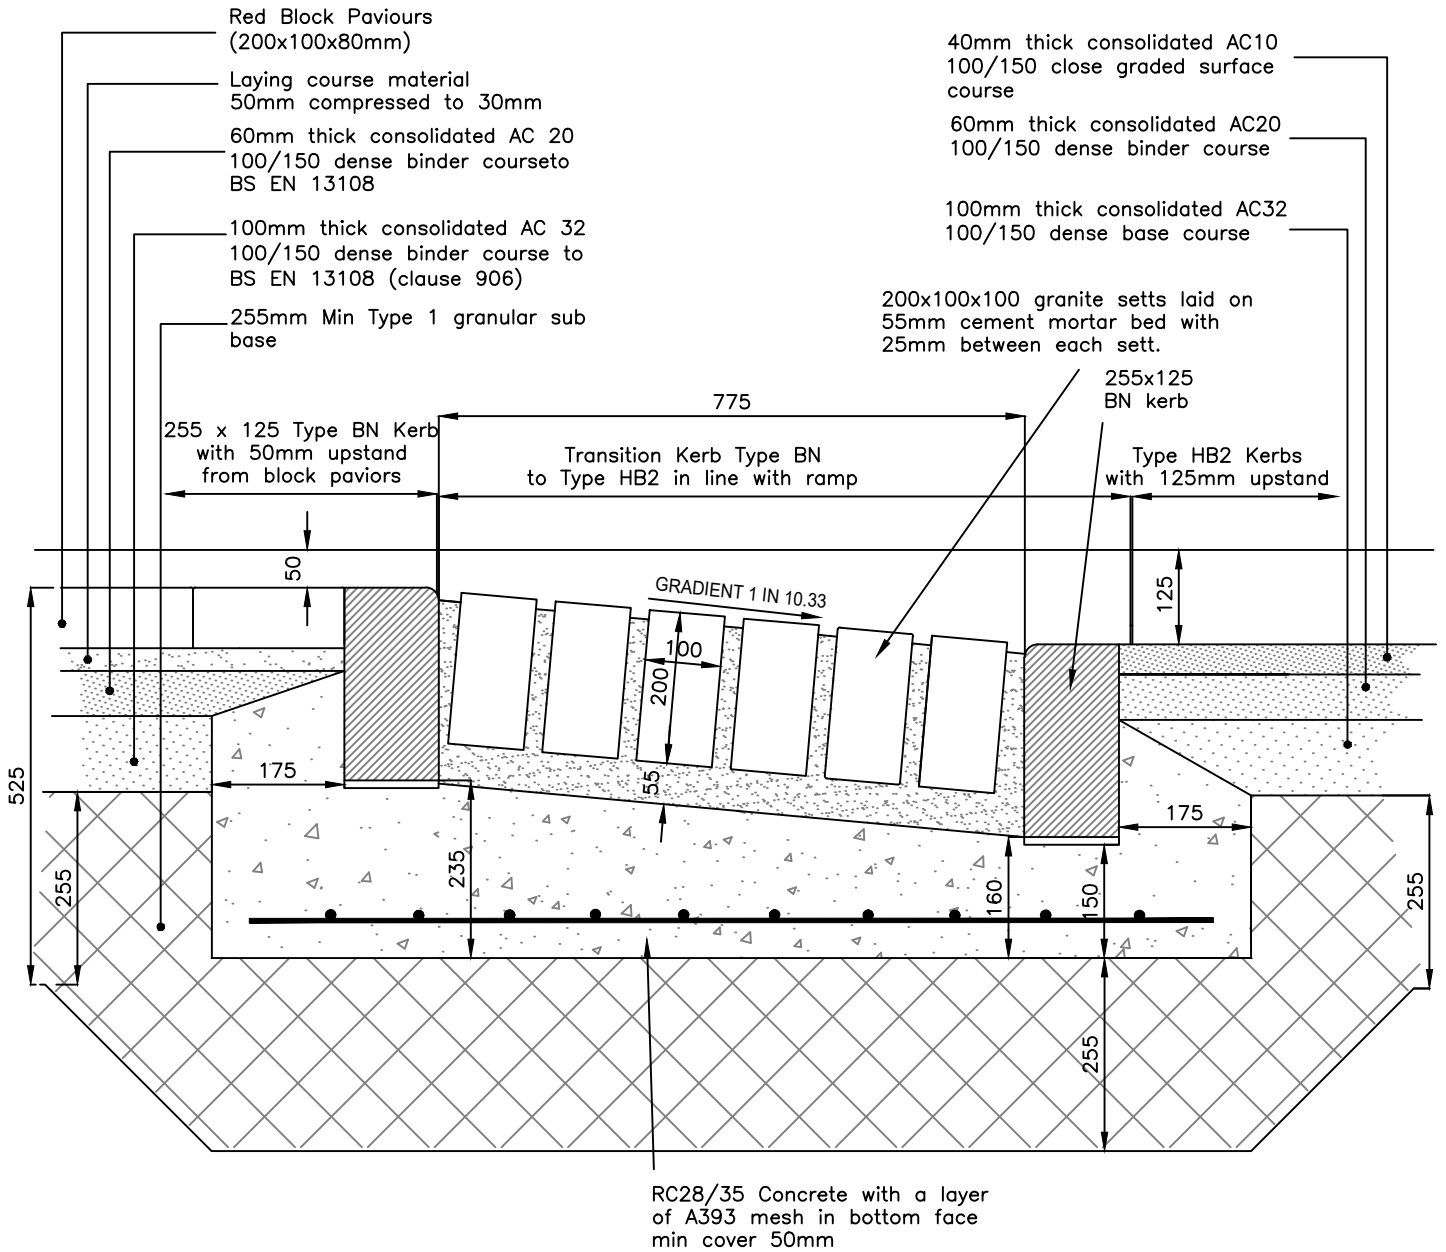 Red Block Paviours
(200x100x80mm)
Laying course material
50mm compressed to 30mm
60mm thick consolidated AC 20
100/150 dense binder courseto
BS EN 13108
100mm thick consolidated AC 32
100/150 dense binder course to
BS EN 13108 (clause 906)
255mm Min Type 1 granular sub
base
40mm thick consolidated AC10
100/150 close graded surface
course
60mm thick consolidated AC20
100/150 dense binder course
100mm thick consolidated AC32
100/150 dense base course
200x100x100 granite setts laid on
55mm cement mortar bed with
25mm between each sett.
255x125
BN kerb
775
255 x 125 Type BN Kerb
with 50mm upstand
from block paviors
Transition Kerb Type BN
to Type HB2 in line with ramp
Type HB2 Kerbs
with 125mm upstand
50
125
GRADIENT 1 IN 10.33
100
200
55
525
175
175
255
235
160
150
255
255
RC28/35 Concrete with a layer
of A393 mesh in bottom face
min cover 50mm